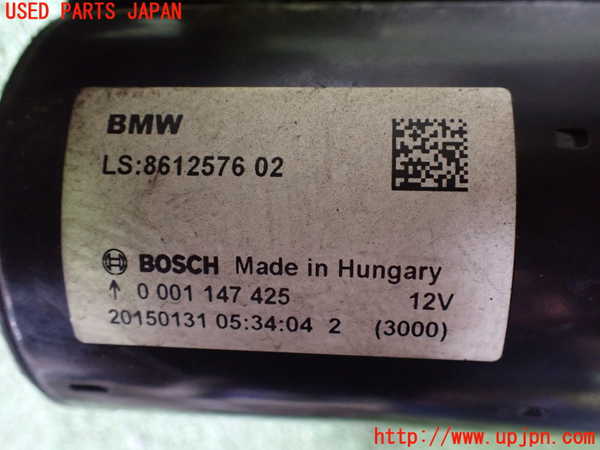 USED PARTS JAPAN
BMW
LS:8612576 02
BOSCH Made in Hungary
↑ 0 001 147 425 12V
20150131 05:34:04 2 (3000)
http://www.upjpn.com/